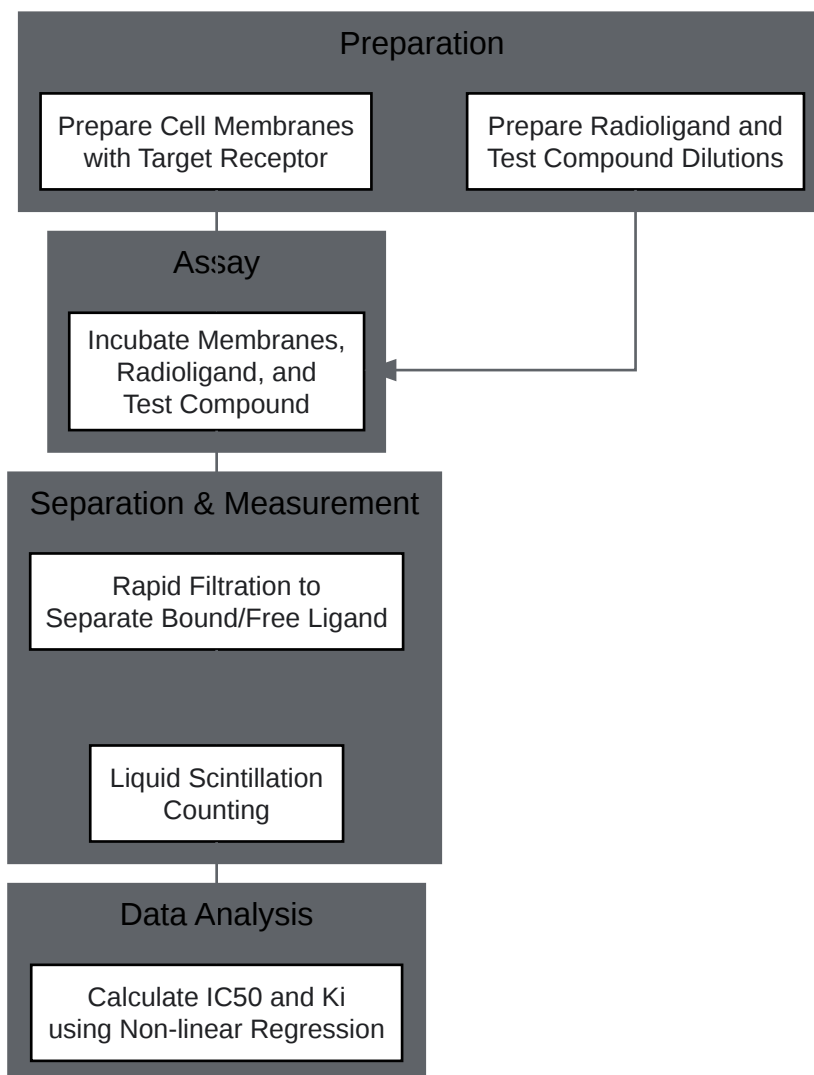 Preparation
Prepare Cell Membranes
with Target Receptor
Prepare Radioligand and
Test Compound Dilutions
Assay
Incubate Membranes,
Radioligand, and
Test Compound
Separation & Measurement
Rapid Filtration to
Separate Bound/Free Ligand
Liquid Scintillation
Counting
Data Analysis
Calculate IC50 and Ki
using Non-linear Regression